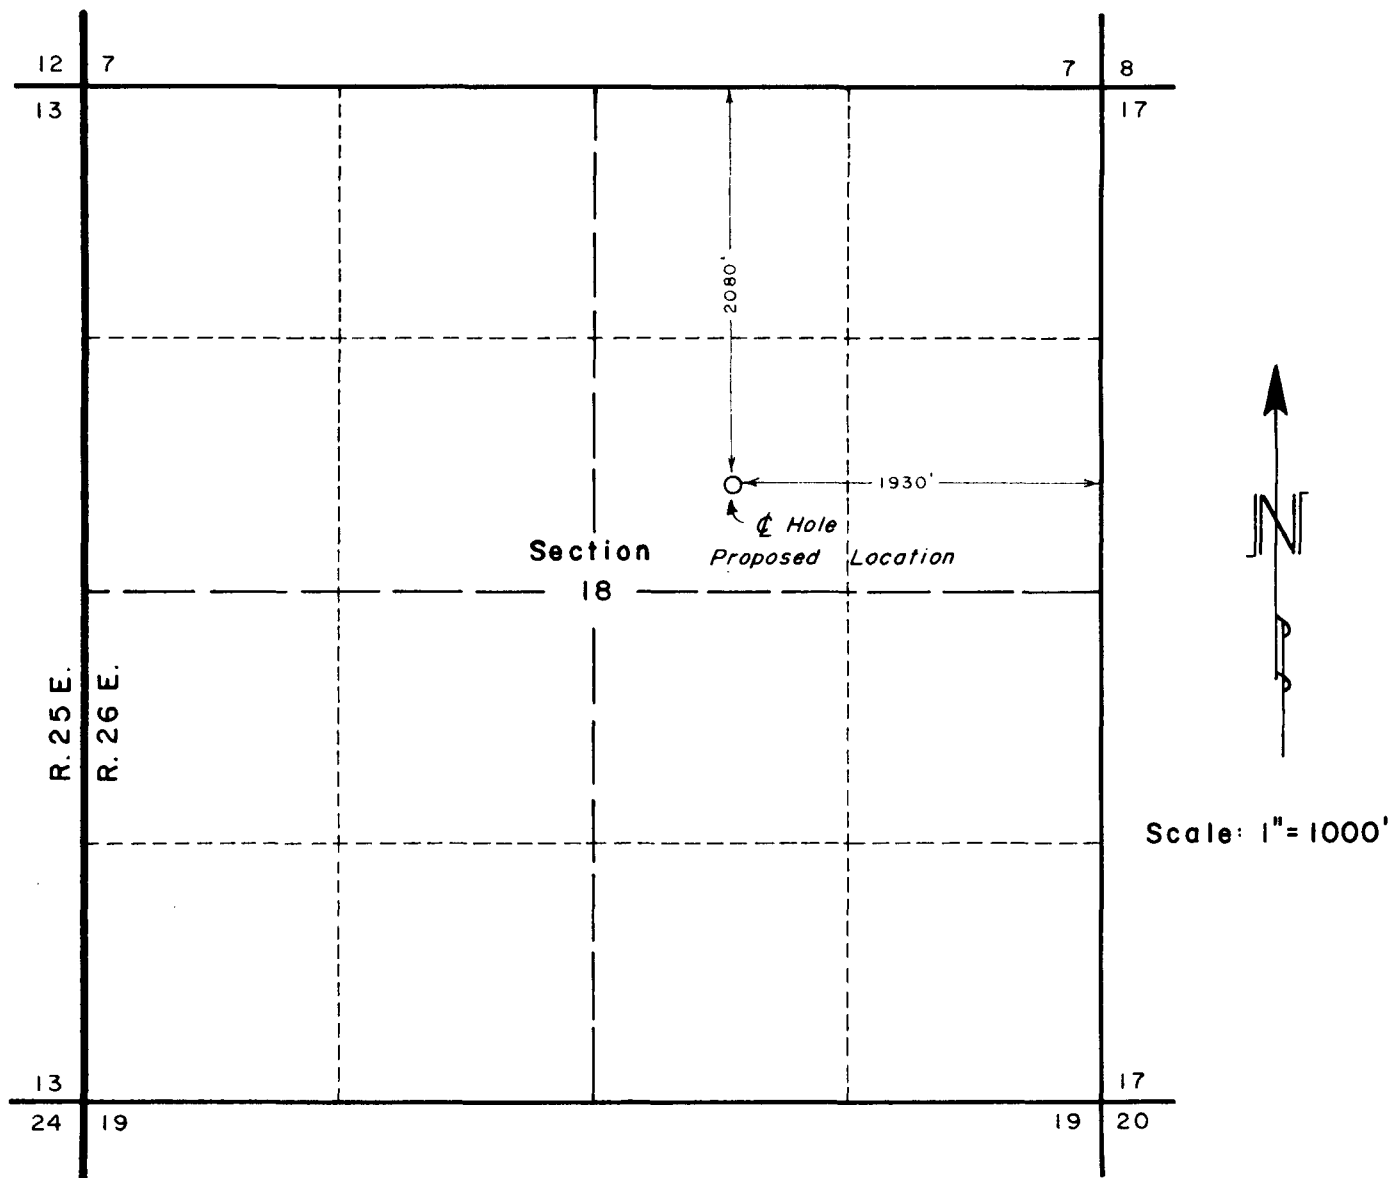 12 7
7 8
13
17
2080'
1930'
℄ Hole
Proposed Location
Section
18
N
R. 25 E.
R. 26 E.
Scale: 1"=1000'
13
17
24 19
19 20